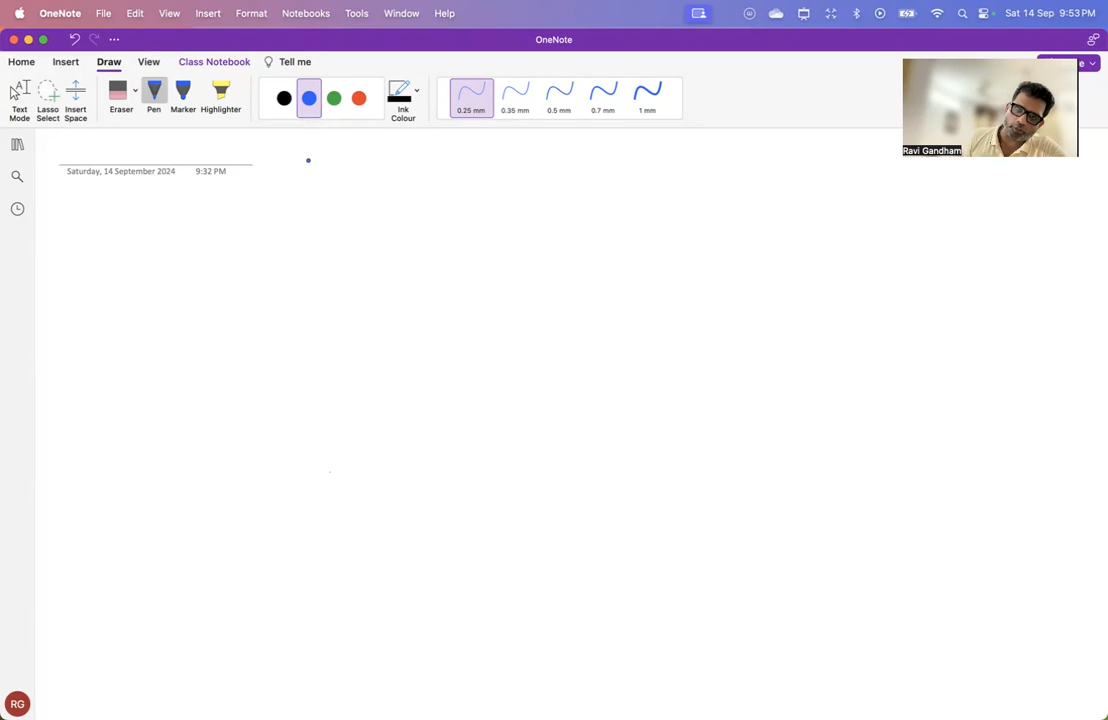 OneNote File Edit View Insert Format Notebooks Tools Window Help Sat 14 Sep 9:53 PM
OneNote
Home Insert Draw View Class Notebook Tell me
Text Mode
Lasso Select
Insert Space
Eraser
Pen
Marker
Highlighter
Ink Colour
0.25 mm
0.35 mm
0.5 mm
0.7 mm
1 mm
Ravi Gandham
Saturday, 14 September 2024 9:32 PM
RG